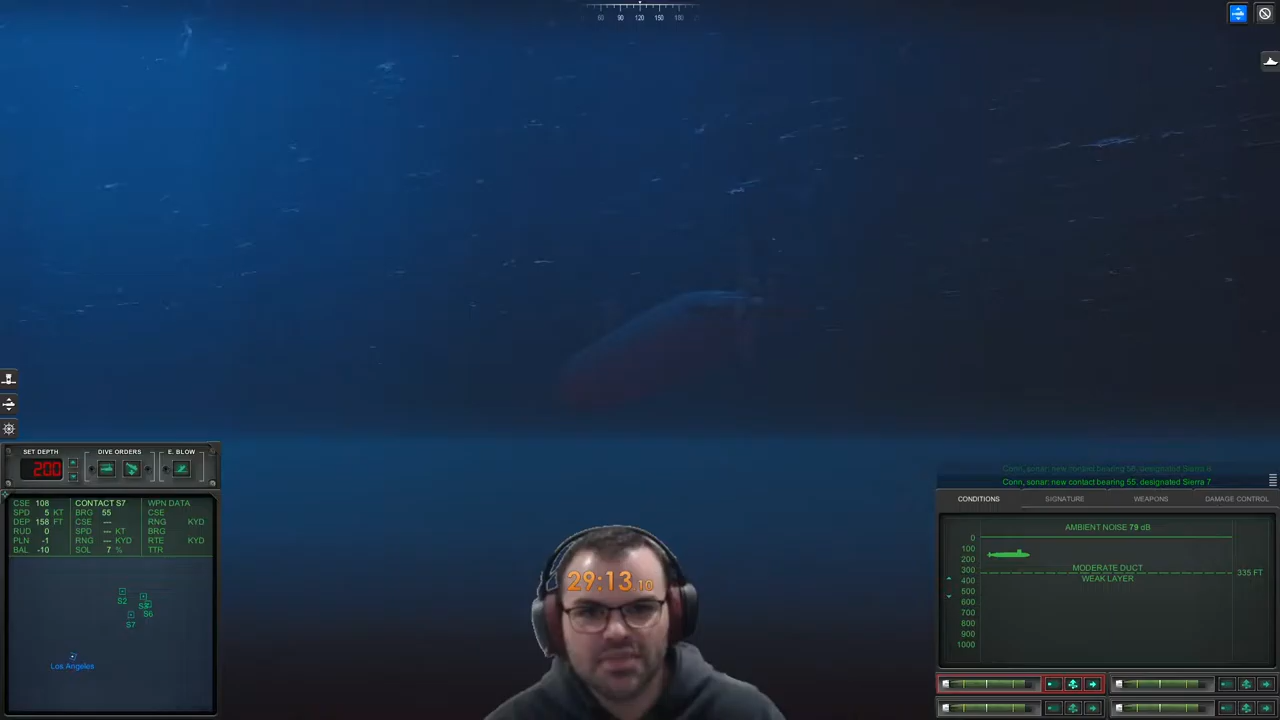 60 90 120 150 180
SET DEPTH DIVE ORDERS E. BLOW
200
CSE 108 CONTACT S7 WPN DATA
SPD 5 KT BRG 55 CSE
DEP 158 FT CSE --- RNG KYD
RUD 0 SPD --- KT BRG
PLN -1 RNG --- KYD RTE KYD
BAL -10 SOL 7 % TTR
S2
S6
S7
Los Angeles
29:13.10
Conn, sonar: new contact bearing 55, designated Sierra 6
Conn, sonar: new contact bearing 55, designated Sierra 7
CONDITIONS SIGNATURE WEAPONS DAMAGE CONTROL
AMBIENT NOISE 79 dB
0
100
200
300
400
500
600
700
800
900
1000
MODERATE DUCT
335 FT
WEAK LAYER